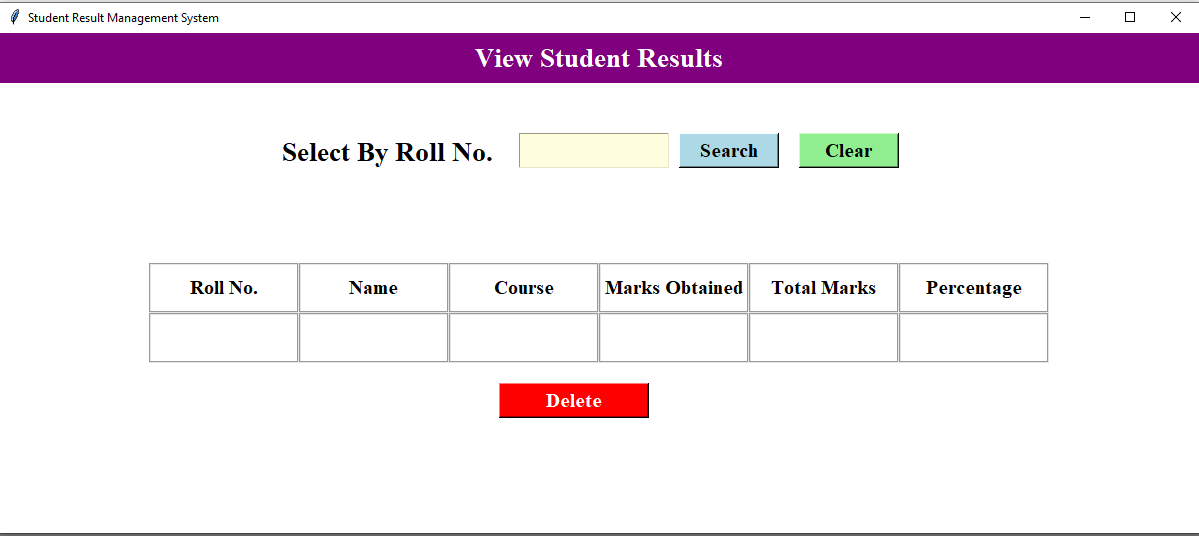 Student Result Management System
View Student Results
Select By Roll No. Search Clear
Roll No. Name Course Marks Obtained Total Marks Percentage
Delete